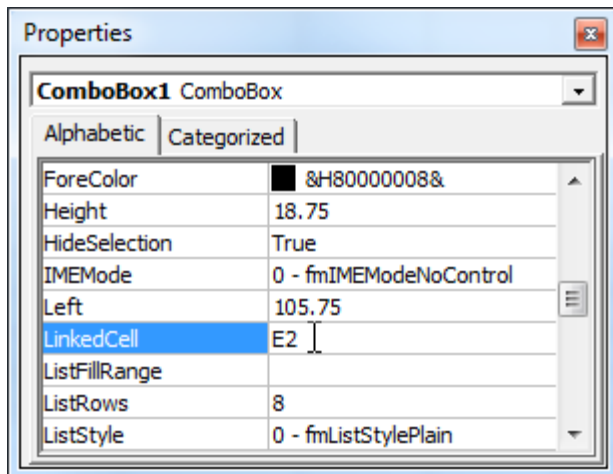 Properties
ComboBox1 ComboBox
Alphabetic Categorized
ForeColor &H80000008&
Height 18.75
HideSelection True
IMEMode 0 - fmIMEModeNoControl
Left 105.75
LinkedCell E2
ListFillRange
ListRows 8
ListStyle 0 - fmListStylePlain